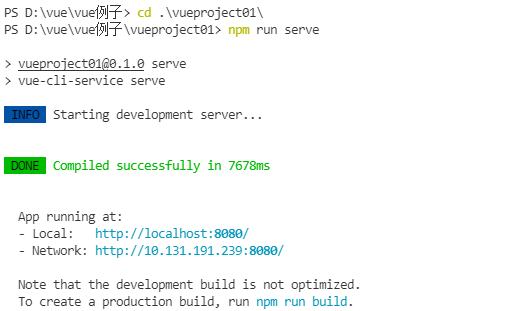 PS D:\vue\vue例子> cd .\vueproject01\
PS D:\vue\vue例子\vueproject01> npm run serve
> vueproject01@0.1.0 serve
> vue-cli-service serve
INFO  Starting development server...
DONE  Compiled successfully in 7678ms
App running at:
- Local:   http://localhost:8080/
- Network: http://10.131.191.239:8080/
Note that the development build is not optimized.
To create a production build, run npm run build.